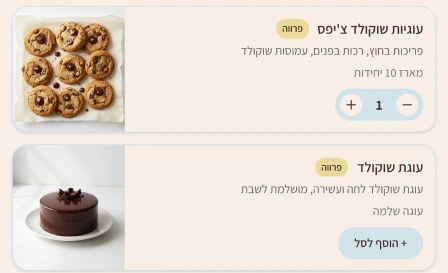 עוגיות שוקולד צ'יפס פרווה
פריכות בחוץ, רכות בפנים, עמוסות שוקולד
מארז 10 יחידות
+ 1 −
עוגת שוקולד פרווה
עוגת שוקולד לחה ועשירה, מושלמת לשבת
עוגה שלמה
+ הוסף לסל